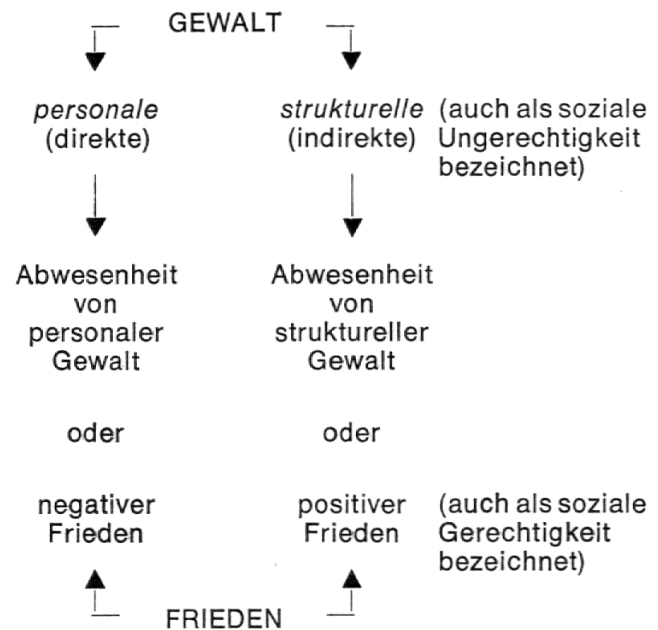 GEWALT
personale
(direkte)
strukturelle
(indirekte)
(auch als soziale
Ungerechtigkeit
bezeichnet)
Abwesenheit
von
personaler
Gewalt
Abwesenheit
von
struktureller
Gewalt
oder
oder
negativer
Frieden
positiver
Frieden
(auch als soziale
Gerechtigkeit
bezeichnet)
FRIEDEN